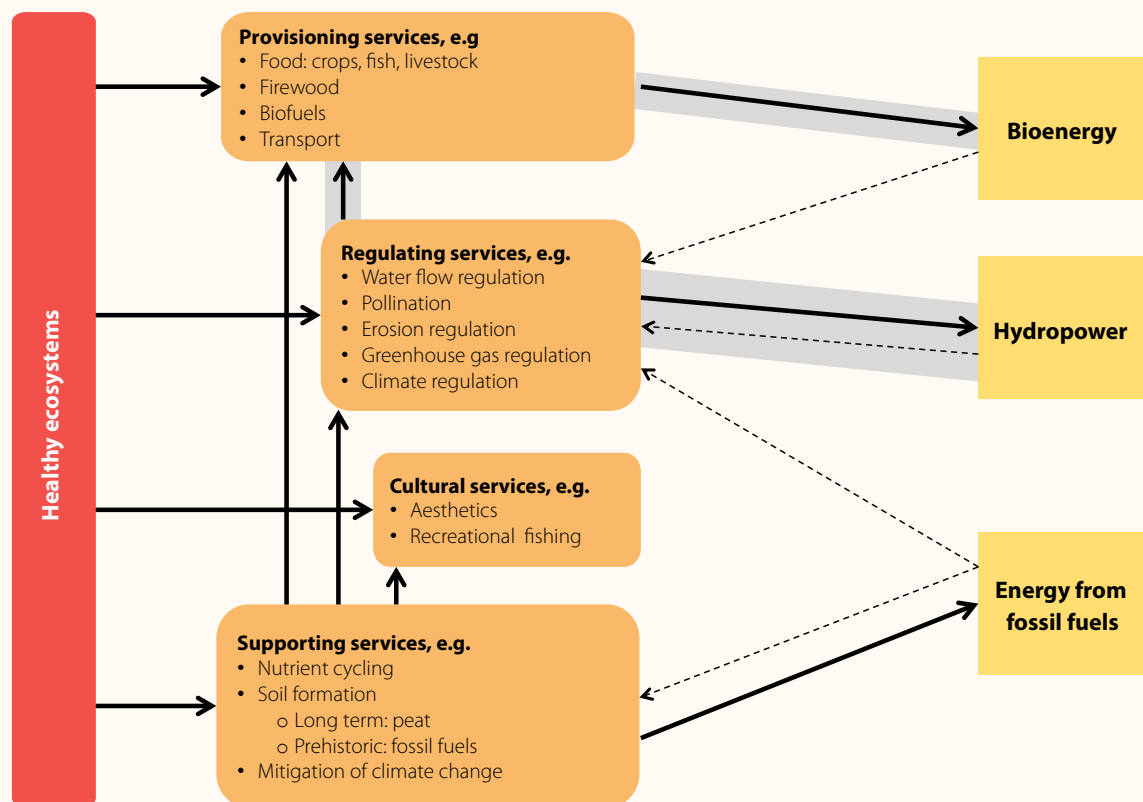 Healthy ecosystems
Provisioning services, e.g
• Food: crops, fish, livestock
• Firewood
• Biofuels
• Transport
Regulating services, e.g.
• Water flow regulation
• Pollination
• Erosion regulation
• Greenhouse gas regulation
• Climate regulation
Cultural services, e.g.
• Aesthetics
• Recreational fishing
Supporting services, e.g.
• Nutrient cycling
• Soil formation
o Long term: peat
o Prehistoric: fossil fuels
• Mitigation of climate change
Bioenergy
Hydropower
Energy from
fossil fuels